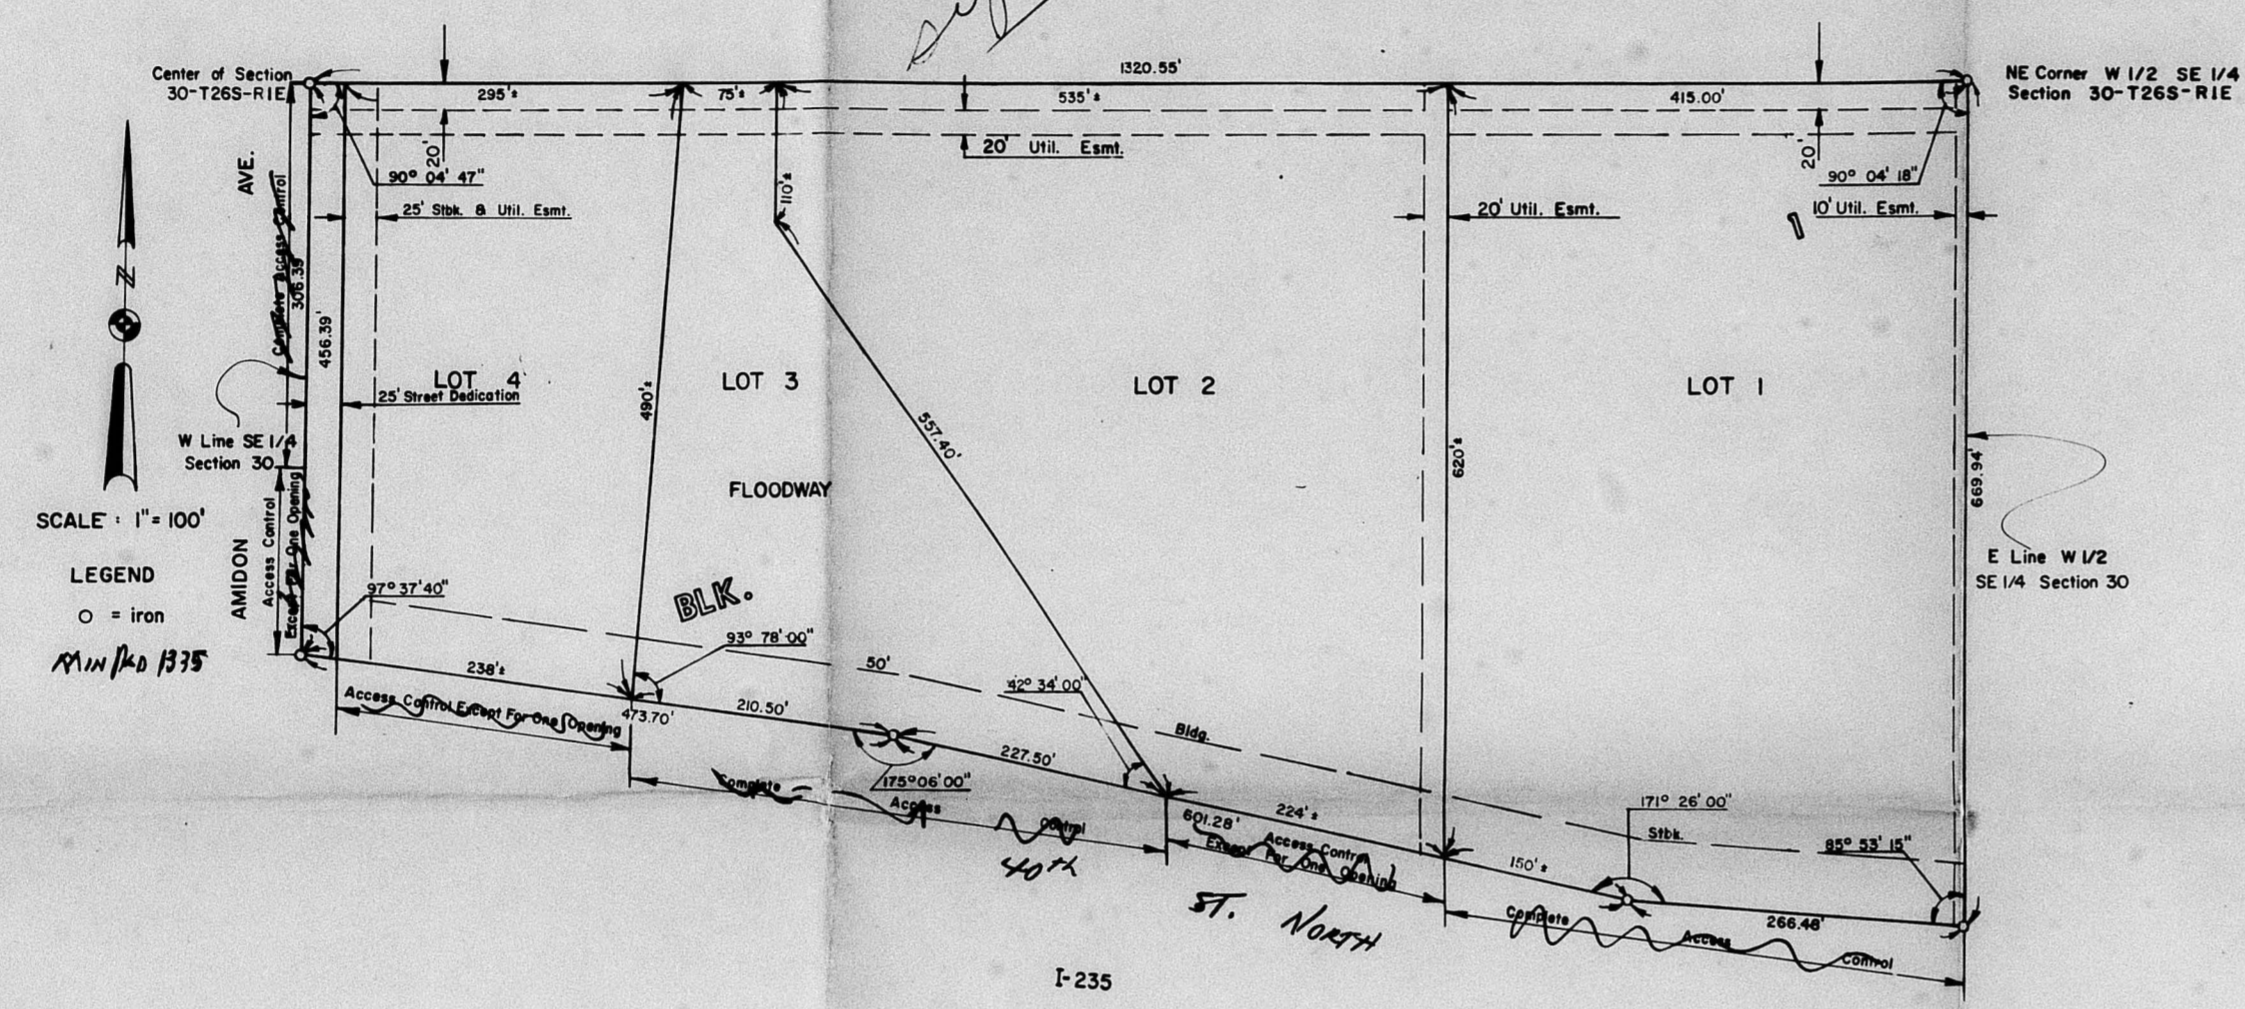 1320.55'
Center of Section
30-T26S-R1E
NE Corner W 1/2 SE 1/4
Section 30-T26S-R1E
295'±
75'±
535'±
415.00'
20'
20' Util. Esmt.
20'
90° 04' 47"
90° 04' 18"
110'±
25' Stbk. & Util. Esmt.
20' Util. Esmt.
10' Util. Esmt.
1
AVE.
Complete Access Control
306.39'
456.39'
N
LOT 4
LOT 3
LOT 2
LOT 1
25' Street Dedication
490'±
557.40'
620'±
669.94'
W Line SE 1/4
Section 30
FLOODWAY
SCALE : 1"= 100'
AMIDON
Access Control
Except For One Opening
E Line W 1/2
SE 1/4 Section 30
LEGEND
o = iron
97° 37' 40"
BLK.
93° 78' 00"
238'±
50'
42° 34' 00"
Access Control Except For One Opening
473.70'
210.50'
Bldg.
227.50'
175° 06' 00"
Complete
Access
Control
171° 26' 00"
601.28'
224'±
Stbk.
85° 53' 15"
Access Control
Except For One Opening
150'±
40th
ST. NORTH
266.48'
Complete
Access
Control
I-235